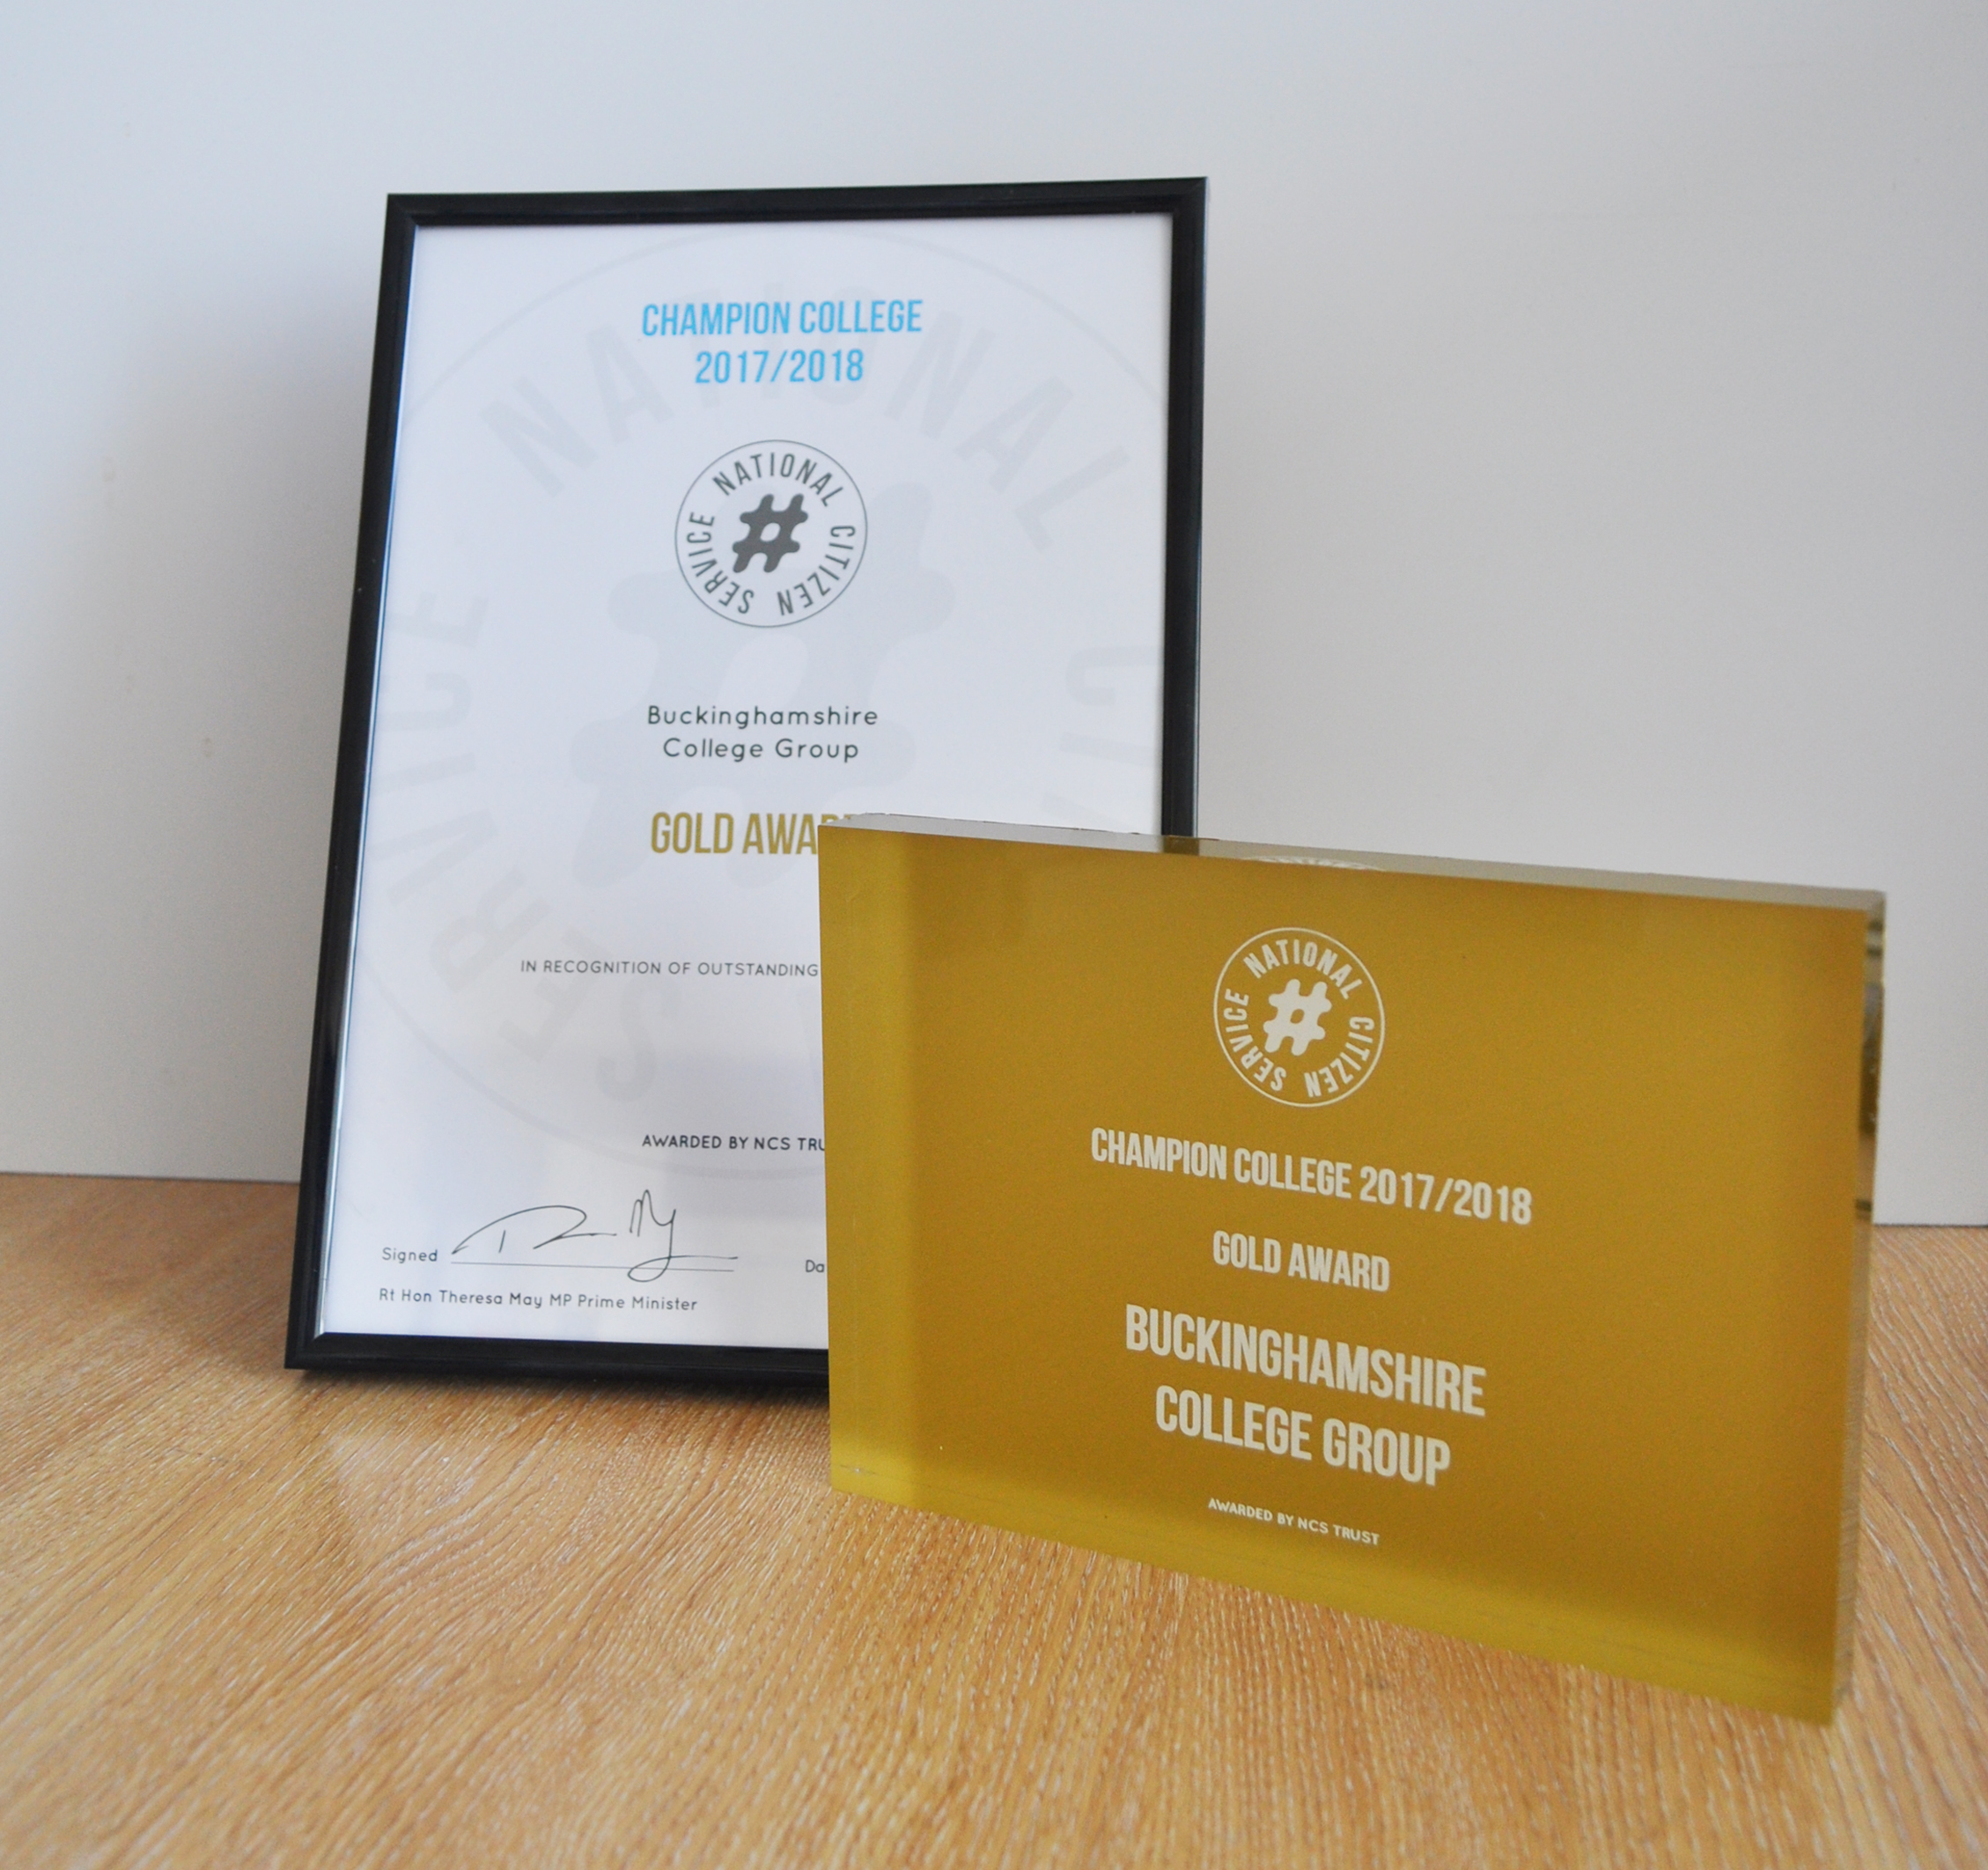 CHAMPION COLLEGE
2017/2018
NATIONAL CITIZEN SERVICE
Buckinghamshire
College Group
GOLD
IN RECOGNITION OF OUTSTANDING
AWARDED BY NCS
Signed
Rt Hon Theresa May MP Prime Minister
NATIONAL CITIZEN SERVICE
CHAMPION COLLEGE 2017/2018
GOLD AWARD
BUCKINGHAMSHIRE
COLLEGE GROUP
AWARDED BY NCS TRUST